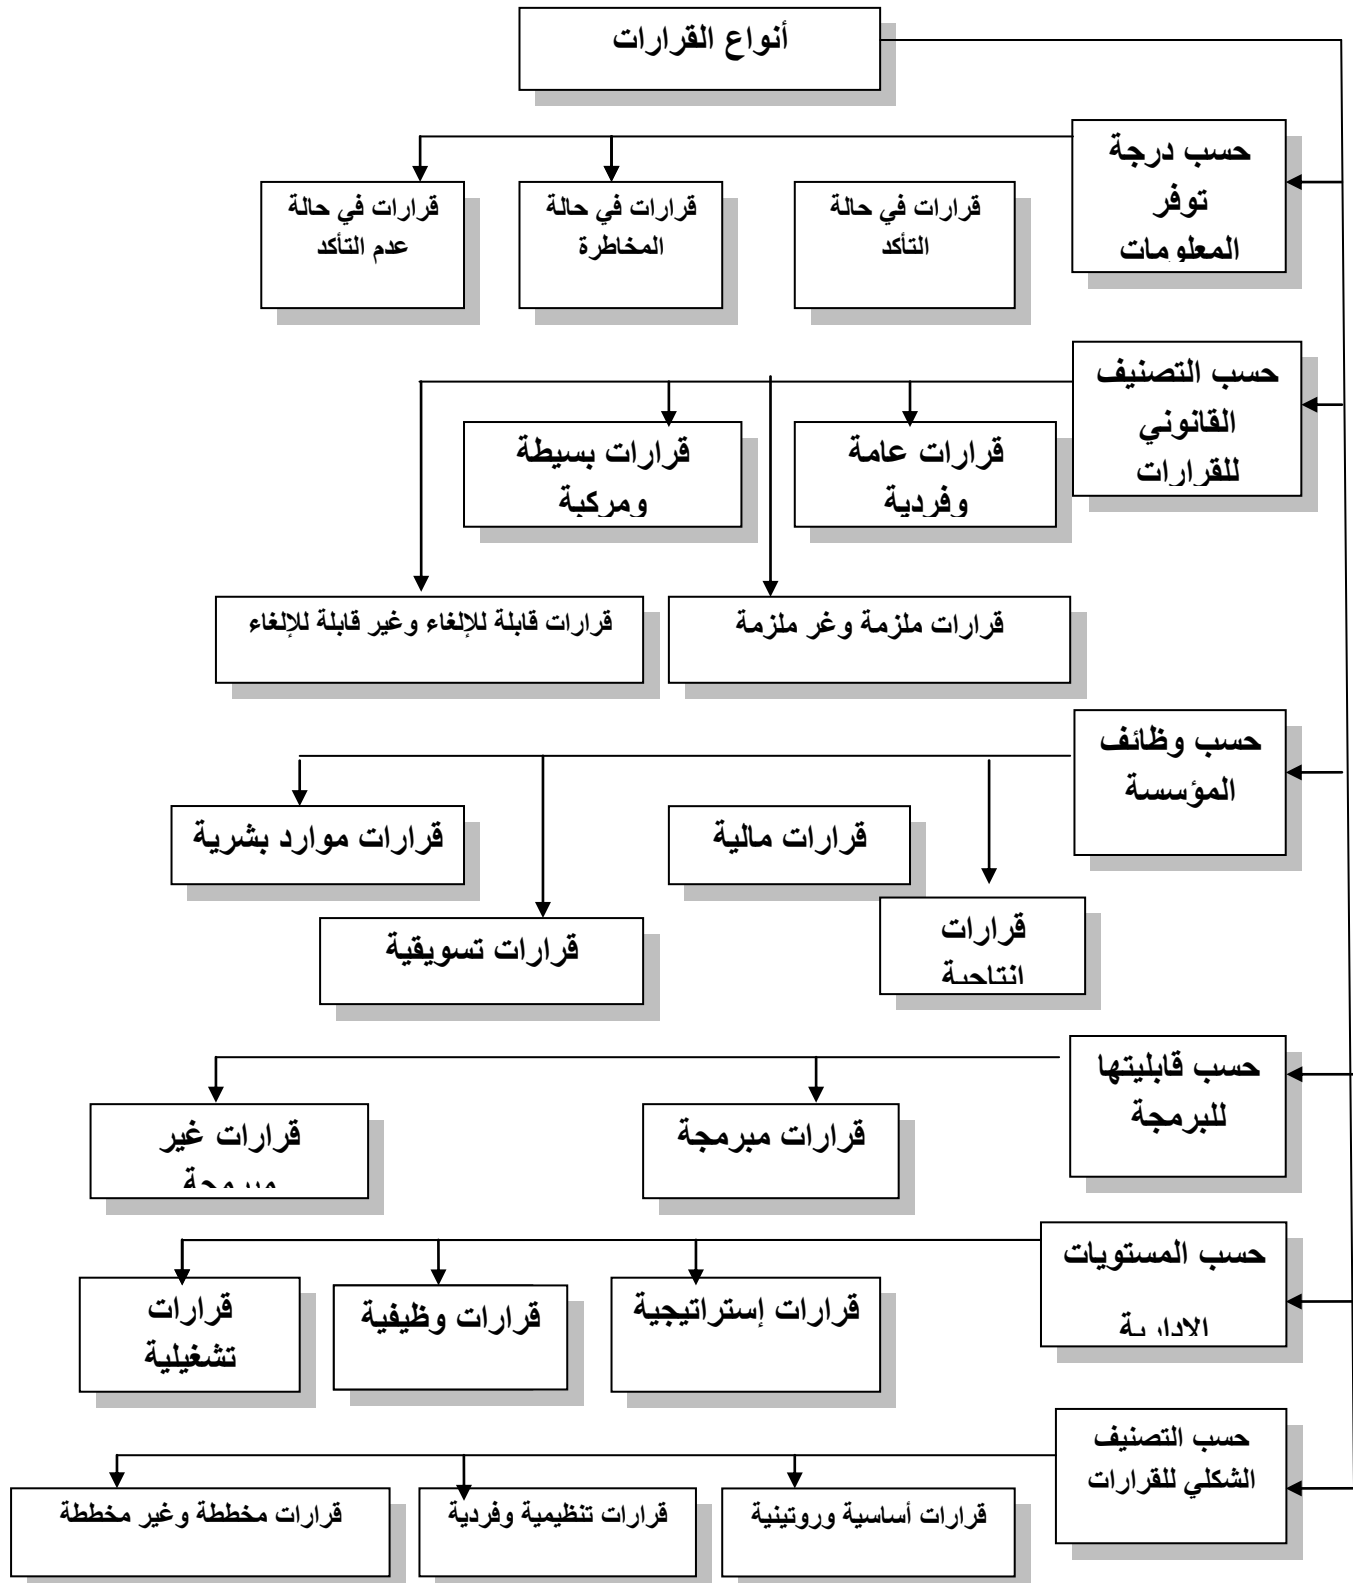 أنواع القرارات
حسب درجة
توفر
المعلومات
قرارات في حالة
التأكد
قرارات في حالة
المخاطرة
قرارات في حالة
عدم التأكد
حسب التصنيف
القانوني
للقرارات
قرارات عامة
وفردية
قرارات بسيطة
ومركبة
قرارات ملزمة وغر ملزمة
قرارات قابلة للإلغاء وغير قابلة للإلغاء
حسب وظائف
المؤسسة
قرارات موارد بشرية
قرارات مالية
قرارات
انتاجية
قرارات تسويقية
حسب قابليتها
للبرمجة
قرارات مبرمجة
قرارات غير
مبرمجة
حسب المستويات
الادارية
قرارات إستراتيجية
قرارات وظيفية
قرارات
تشغيلية
حسب التصنيف
الشكلي للقرارات
قرارات أساسية وروتينية
قرارات تنظيمية وفردية
قرارات مخططة وغير مخططة